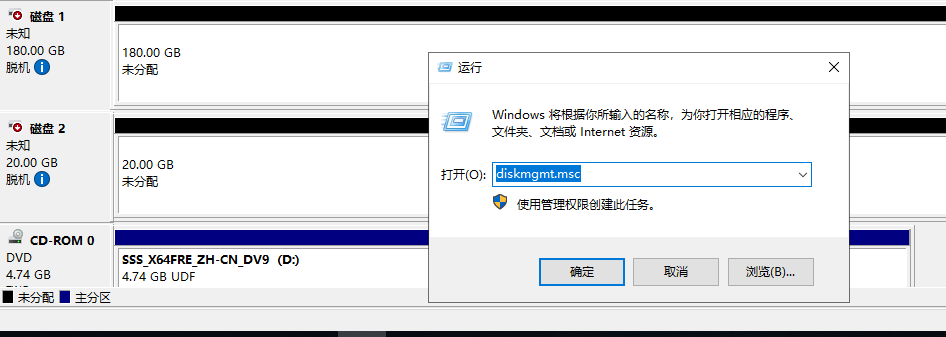 磁盘 1
未知
180.00 GB
脱机
180.00 GB
未分配
磁盘 2
未知
20.00 GB
脱机
20.00 GB
未分配
CD-ROM 0
DVD
4.74 GB
SSS_X64FRE_ZH-CN_DV9 (D:)
4.74 GB UDF
未分配 主分区
运行
Windows 将根据你所输入的名称，为你打开相应的程序、
文件夹、文档或 Internet 资源。
打开(O): diskmgmt.msc
使用管理权限创建此任务。
确定 取消 浏览(B)...